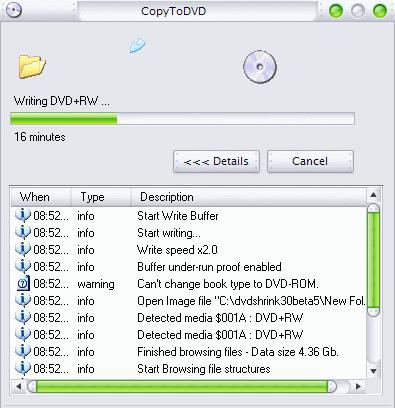 CopyToDVD
Writing DVD+RW ...
16 minutes
<<< Details Cancel
When Type Description
08:52... info Start Write Buffer
08:52... info Start writing...
08:52... info Write speed x2.0
08:52... info Buffer under-run proof enabled
08:52... warning Can't change book type to DVD-ROM.
08:52... info Open Image file "C:\dvdshrink30beta5\New Fol.
08:52... info Detected media $001A : DVD+RW
08:52... info Detected media $001A : DVD+RW
08:52... info Finished browsing files - Data size 4.36 Gb.
08:52... info Start Browsing file structures